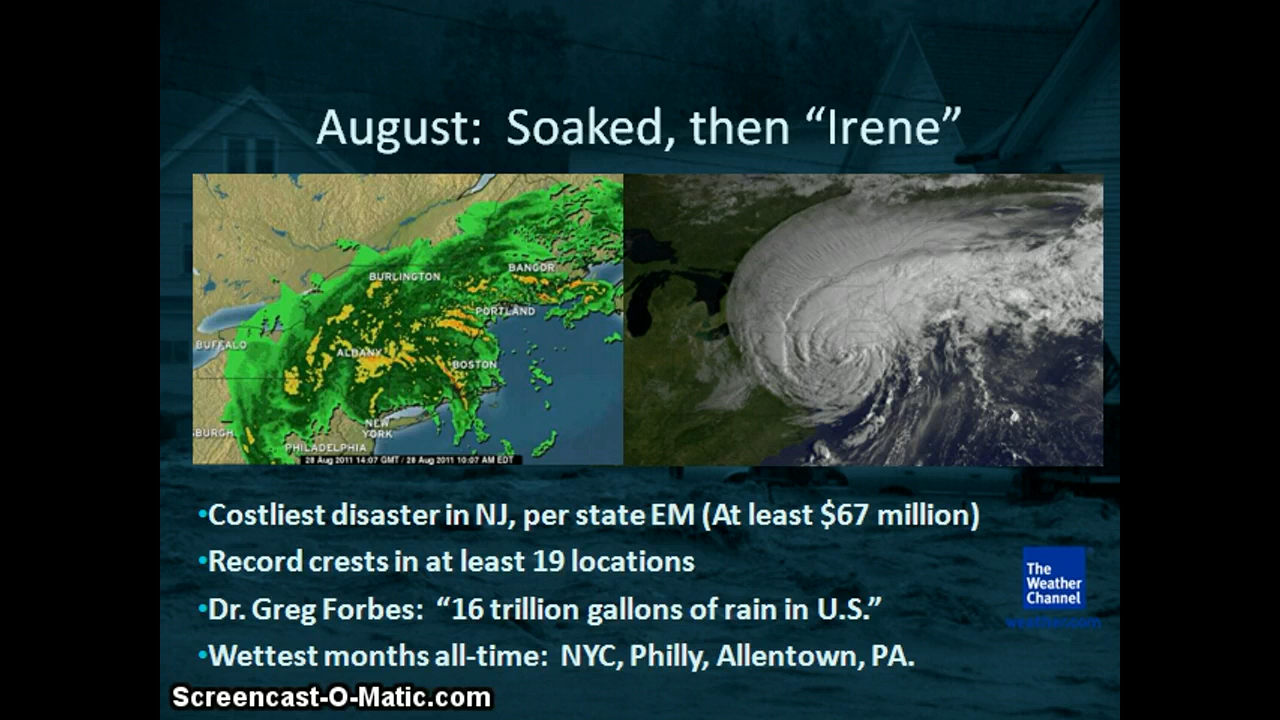 August:  Soaked, then “Irene”
BURLINGTON
BANGOR
PORTLAND
BUFFALO
ALBANY
BOSTON
SBURGH
NEW
YORK
PHILADELPHIA
28 Aug 2011 14:07 GMT / 28 Aug 2011 10:07 AM EDT
•Costliest disaster in NJ, per state EM (At least $67 million)
•Record crests in at least 19 locations
•Dr. Greg Forbes:  “16 trillion gallons of rain in U.S.”
•Wettest months all-time:  NYC, Philly, Allentown, PA.
The
Weather
Channel
weather.com
Screencast-O-Matic.com